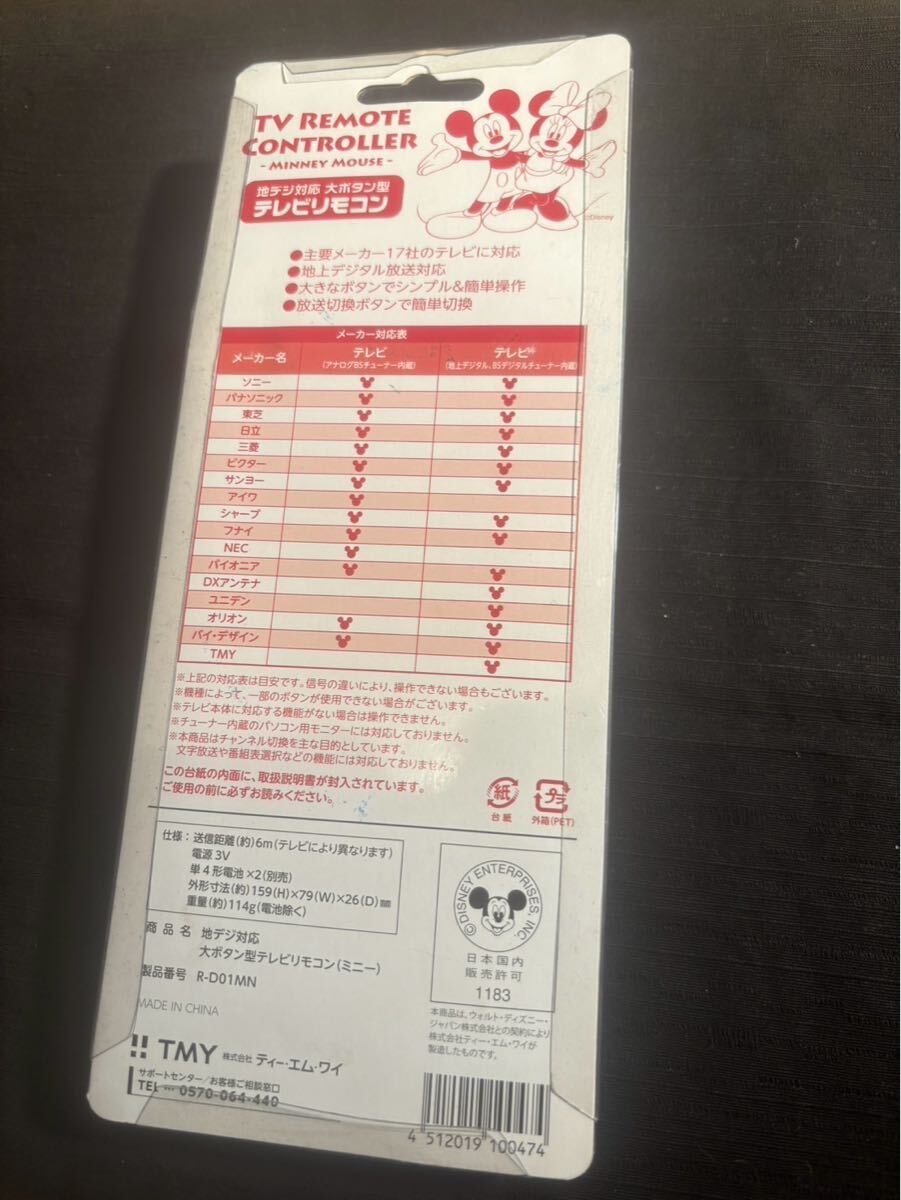 TV REMOTE
CONTROLLER
- MINNEY MOUSE -
地デジ対応 大ボタン型
テレビリモコン
©Disney
●主要メーカー17社のテレビに対応
●地上デジタル放送対応
●大きなボタンでシンプル&簡単操作
●放送切換ボタンで簡単切換
メーカー対応表
メーカー名 テレビ テレビ※
(アナログBSチューナー内蔵) (地上デジタル、BSデジタルチューナー内蔵)
ソニー
パナソニック
東芝
日立
三菱
ビクター
サンヨー
アイワ
シャープ
フナイ
NEC
パイオニア
DXアンテナ
ユニデン
オリオン
バイ・デザイン
TMY
※上記の対応表は目安です。信号の違いにより、操作できない場合もございます。
※機種によって、一部のボタンが使用できない場合がございます。
※テレビ本体に対応する機能がない場合は操作できません。
※チューナー内蔵のパソコン用モニターには対応しておりません。
※本商品はチャンネル切換を主な目的としています。
文字放送や番組表選択などの機能には対応しておりません。
この台紙の内面に、取扱説明書が封入されています。
ご使用の前に必ずお読みください。
紙
台紙
プラ
外箱(PET)
仕様：送信距離(約)6m(テレビにより異なります)
電源 3V
単4形電池×2(別売)
外形寸法(約)159(H)×79(W)×26(D)㎜
重量(約)114g(電池除く)
©DISNEY ENTERPRISES, INC.
日本国内
販売許可
1183
商品名 地デジ対応
大ボタン型テレビリモコン(ミニー)
製品番号 R-D01MN
MADE IN CHINA
本商品は、ウォルト・ディズニー・
ジャパン株式会社との契約により
株式会社ティー・エム・ワイが
製造したものです。
TMY 株式会社 ティー・エム・ワイ
サポートセンター/お客様ご相談窓口
TEL … 0570-064-440
4 512019 100474